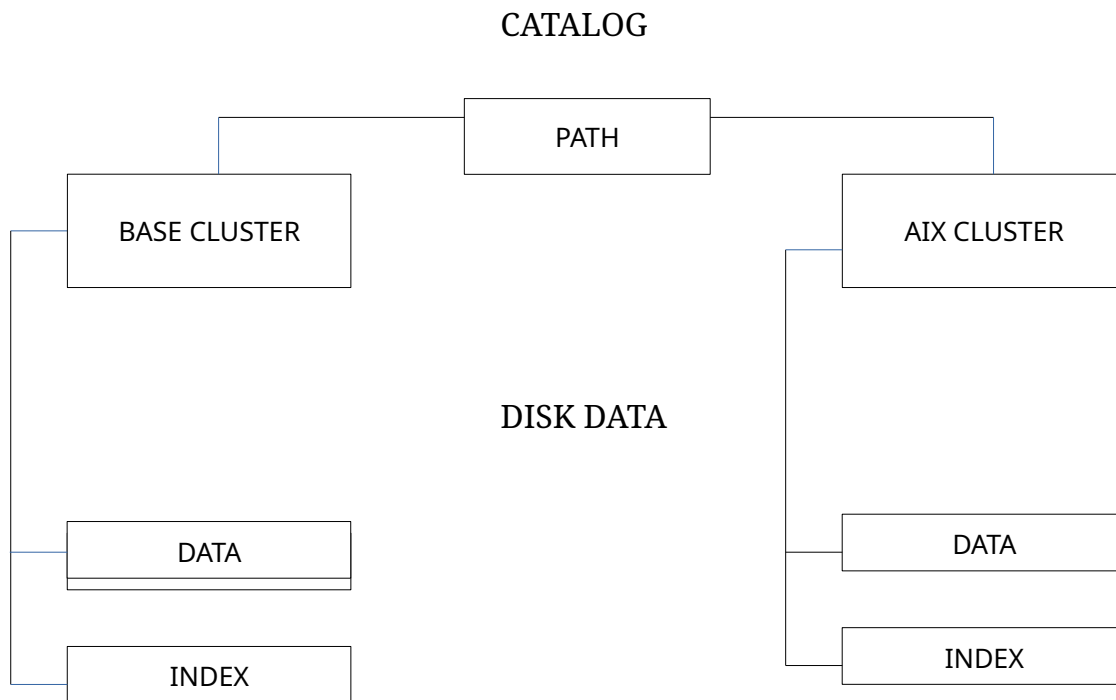 CATALOG
PATH
BASE CLUSTER
AIX CLUSTER
DISK DATA
DATA
DATA
INDEX
INDEX